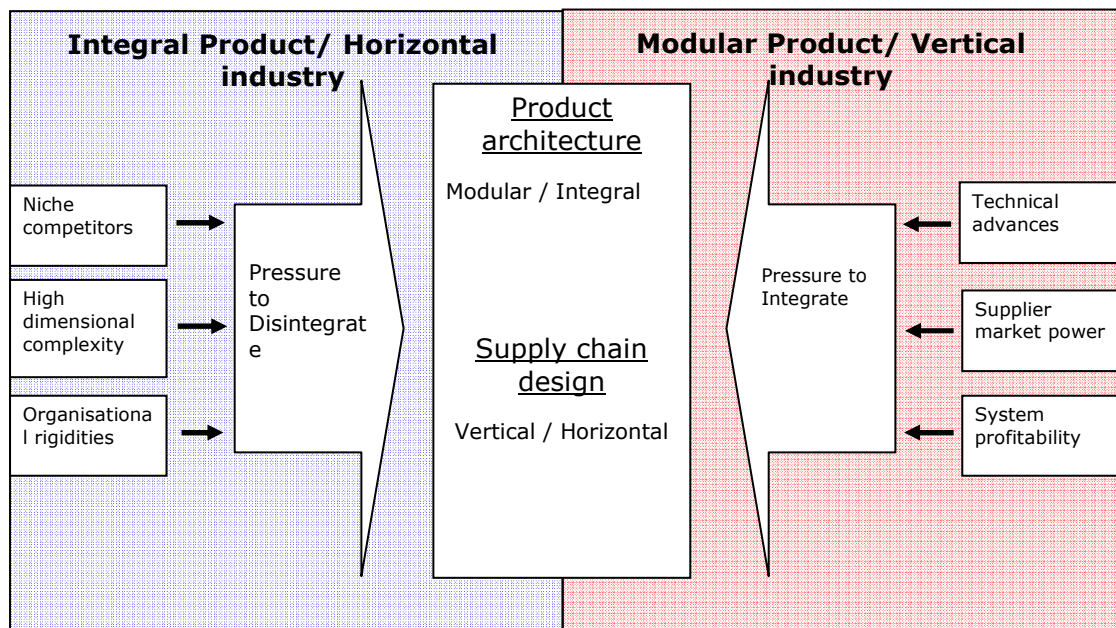 Integral Product/ Horizontal
industry
Modular Product/ Vertical
industry
Product
architecture
Modular / Integral
Niche
competitors
High
dimensional
complexity
Organisationa
l rigidities
Pressure
to
Disintegrat
e
Supply chain
design
Vertical / Horizontal
Pressure to
Integrate
Technical
advances
Supplier
market power
System
profitability